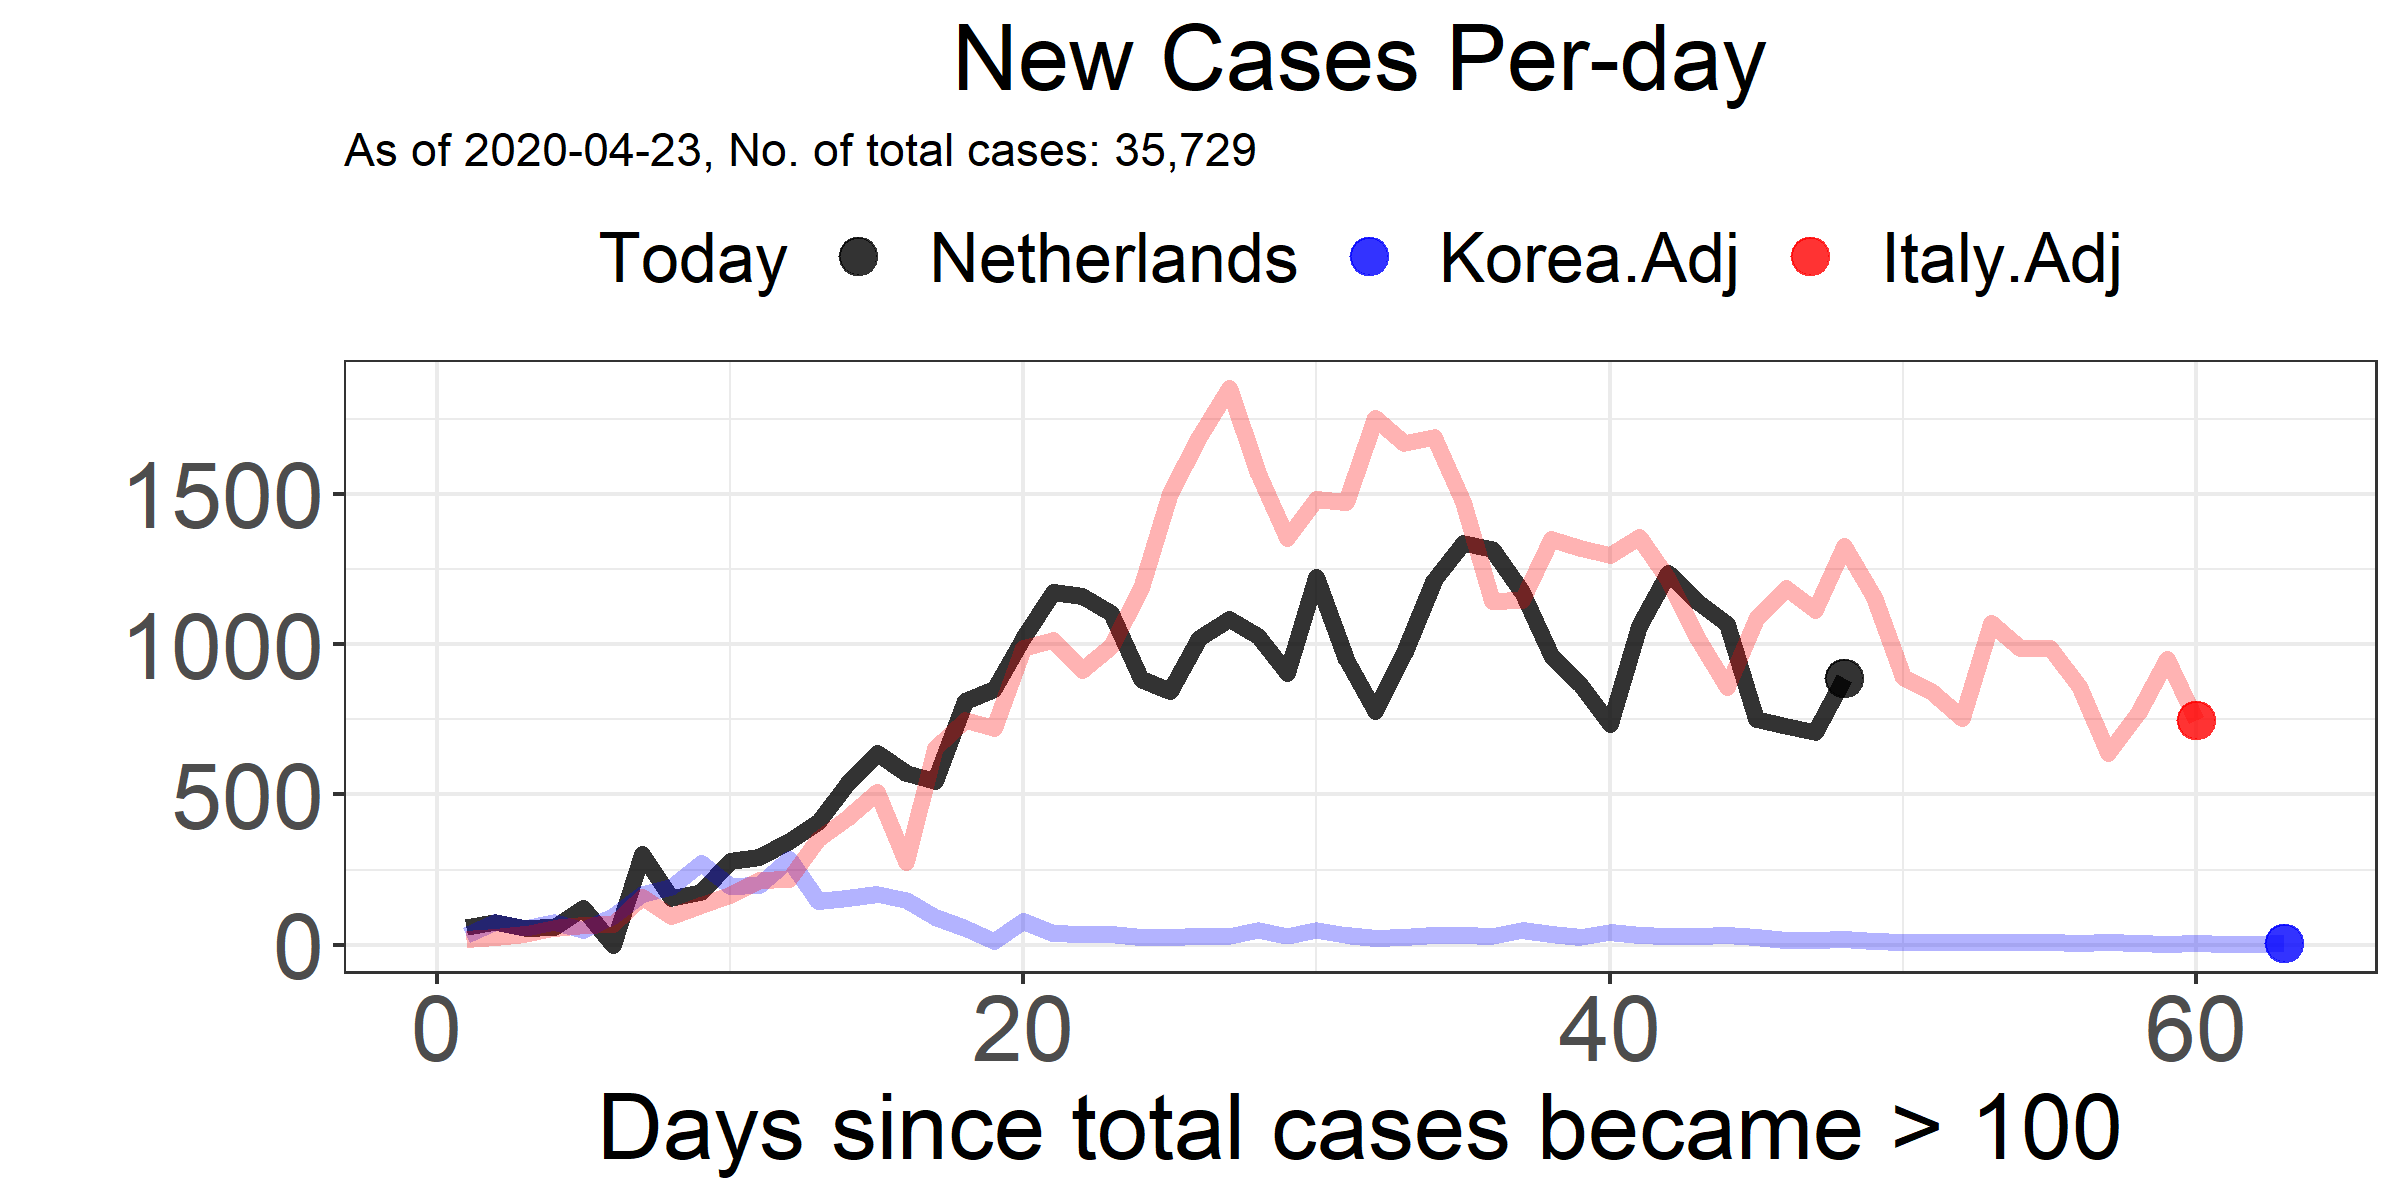 New Cases Per-day
As of 2020-04-23, No. of total cases: 35,729
Today Netherlands Korea.Adj Italy.Adj
1500
1000
500
0
0 20 40 60
Days since total cases became > 100